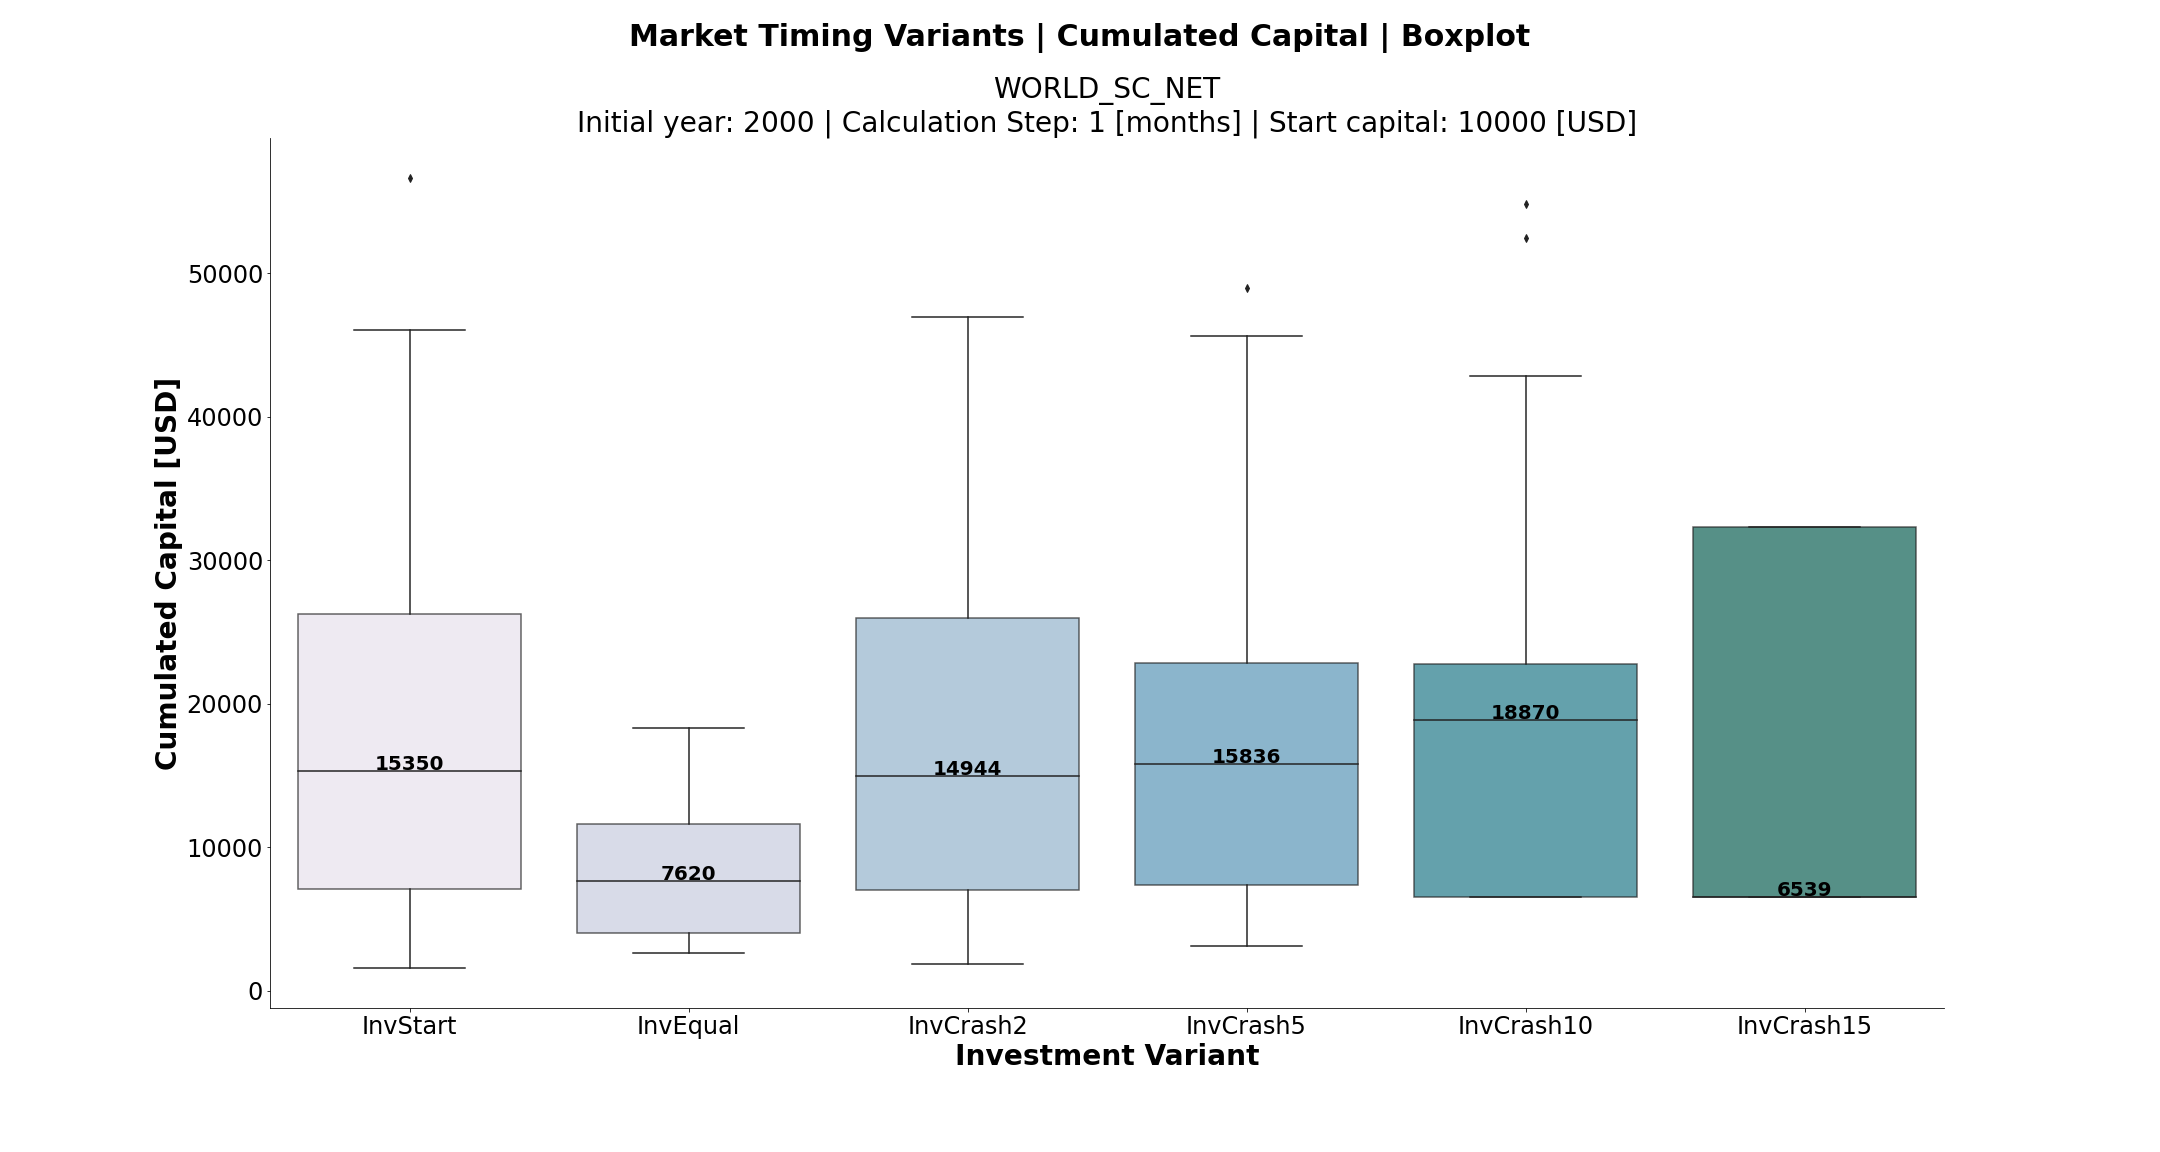 Market Timing Variants | Cumulated Capital | Boxplot
WORLD_SC_NET
Initial year: 2000 | Calculation Step: 1 [months] | Start capital: 10000 [USD]
Cumulated Capital [USD]
50000
40000
30000
20000
10000
0
15350
7620
14944
15836
18870
6539
InvStart
InvEqual
InvCrash2
InvCrash5
InvCrash10
InvCrash15
Investment Variant